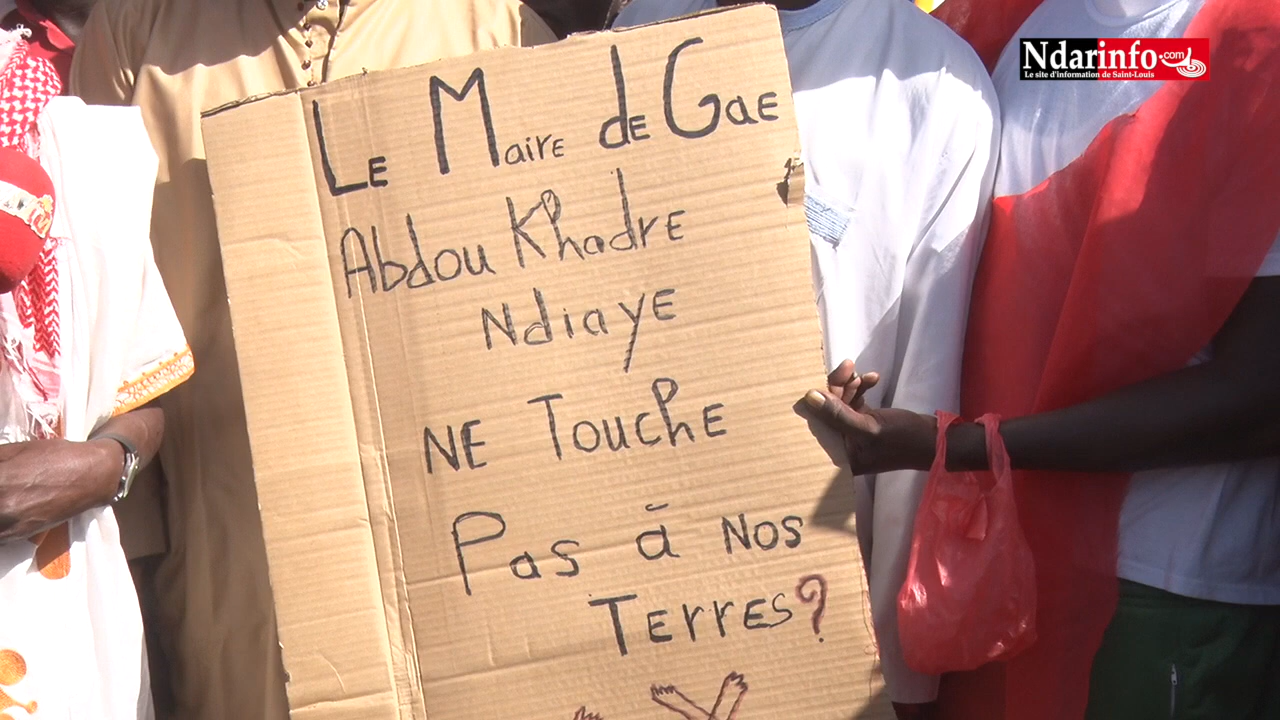 Ndarinfo.com
Le site d'information de Saint-Louis
LE MairE dE GaE
Abdou KhadrE
NdiayE
NE TouchE
Pas à Nos
TErrEs?